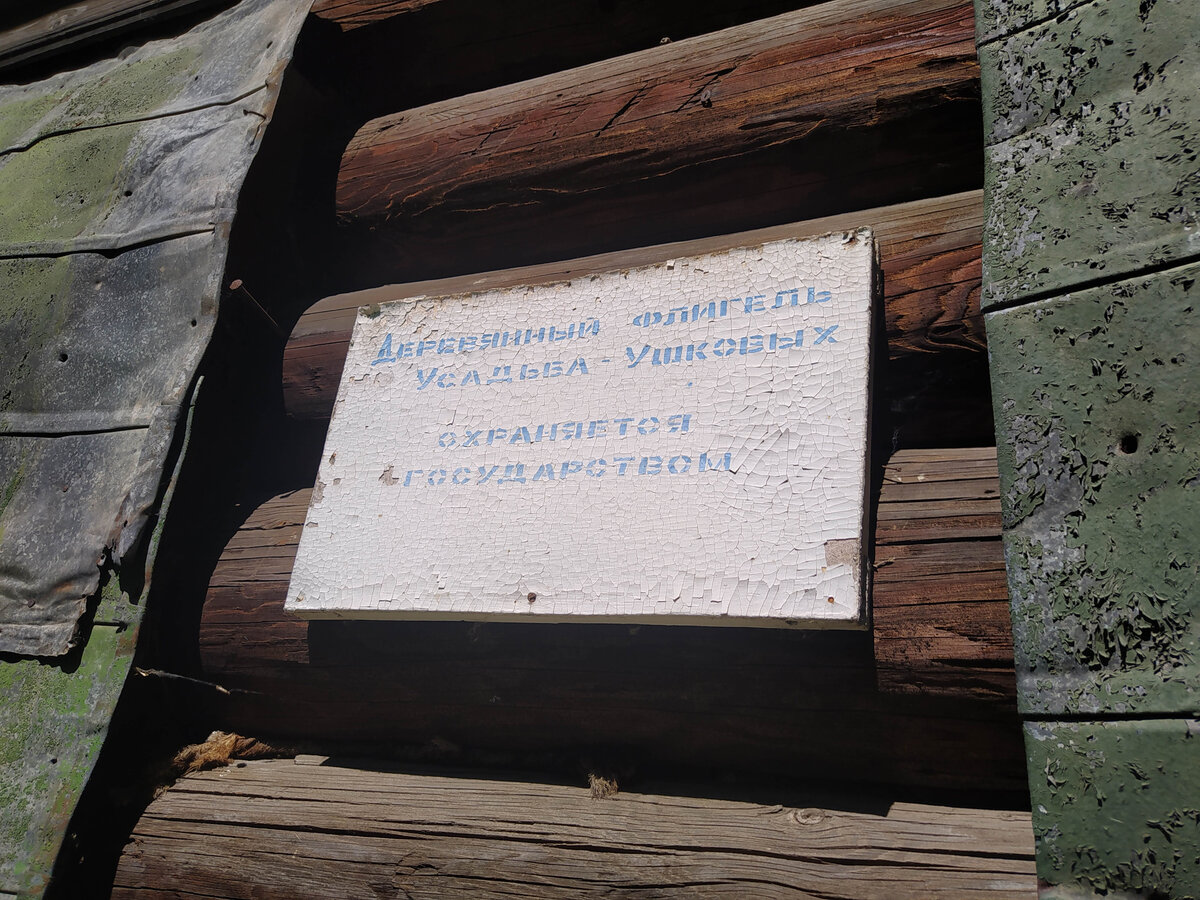 Деревянный флигель
Усадьба - Ушковых
охраняется
государством